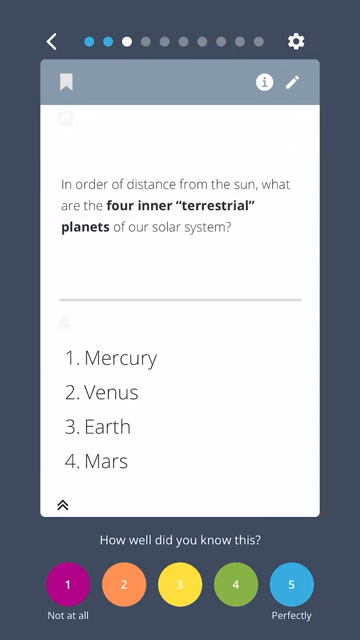 Q
In order of distance from the sun, what
are the four inner “terrestrial”
planets of our solar system?
A
1. Mercury
2. Venus
3. Earth
4. Mars
How well did you know this?
1 2 3 4 5
Not at all Perfectly